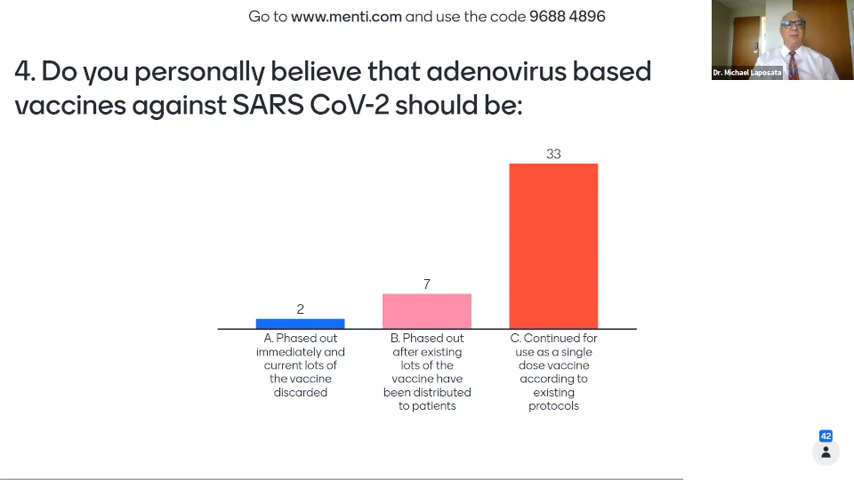 Go to www.menti.com and use the code 9688 4896
Dr. Michael Laposata
4. Do you personally believe that adenovirus based
vaccines against SARS CoV-2 should be:
2
7
33
A. Phased out
immediately and
current lots of
the vaccine
discarded
B. Phased out
after existing
lots of the
vaccine have
been distributed
to patients
C. Continued for
use as a single
dose vaccine
according to
existing
protocols
42